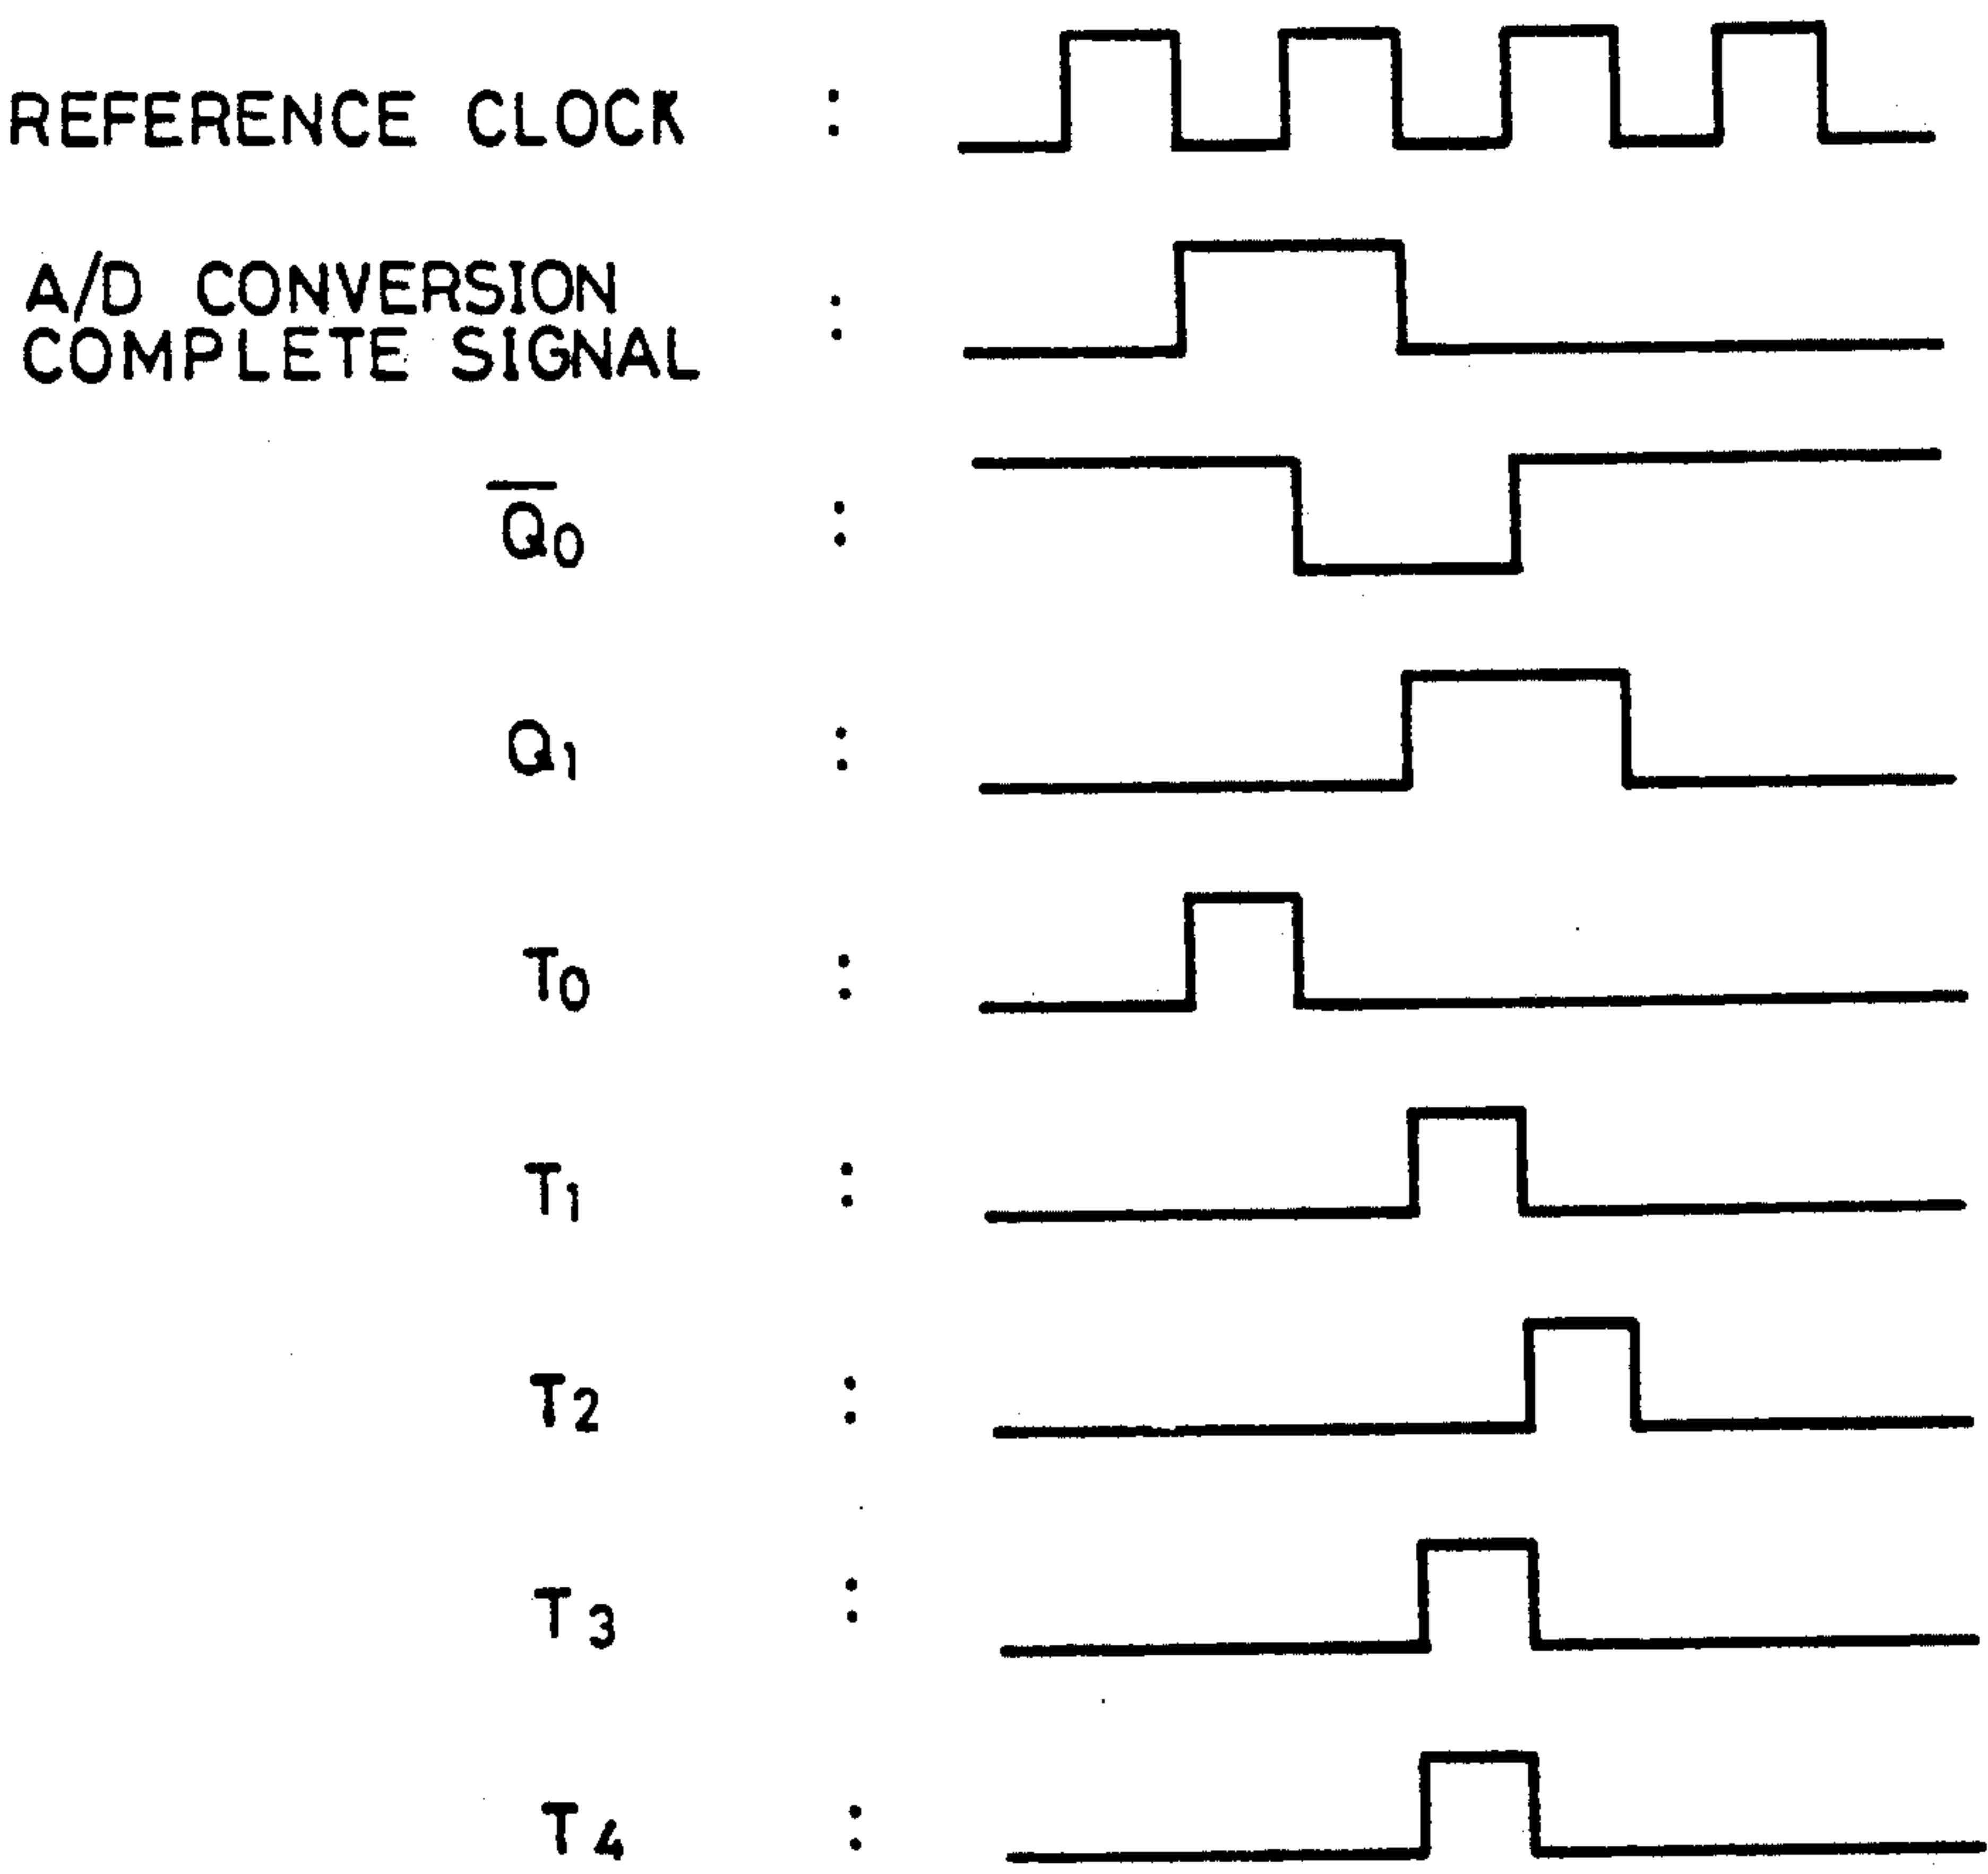 REFERENCE CLOCK :
A/D CONVERSION
COMPLETE SIGNAL :
Q̅0 :
Q1 :
T0 :
T1 :
T2 :
T3 :
T4 :